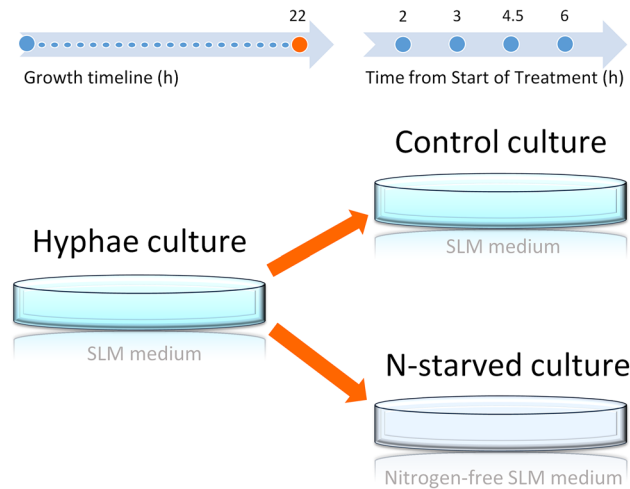 22
2 3 4.5 6
Growth timeline (h)
Time from Start of Treatment (h)
Control culture
SLM medium
Hyphae culture
SLM medium
N-starved culture
Nitrogen-free SLM medium